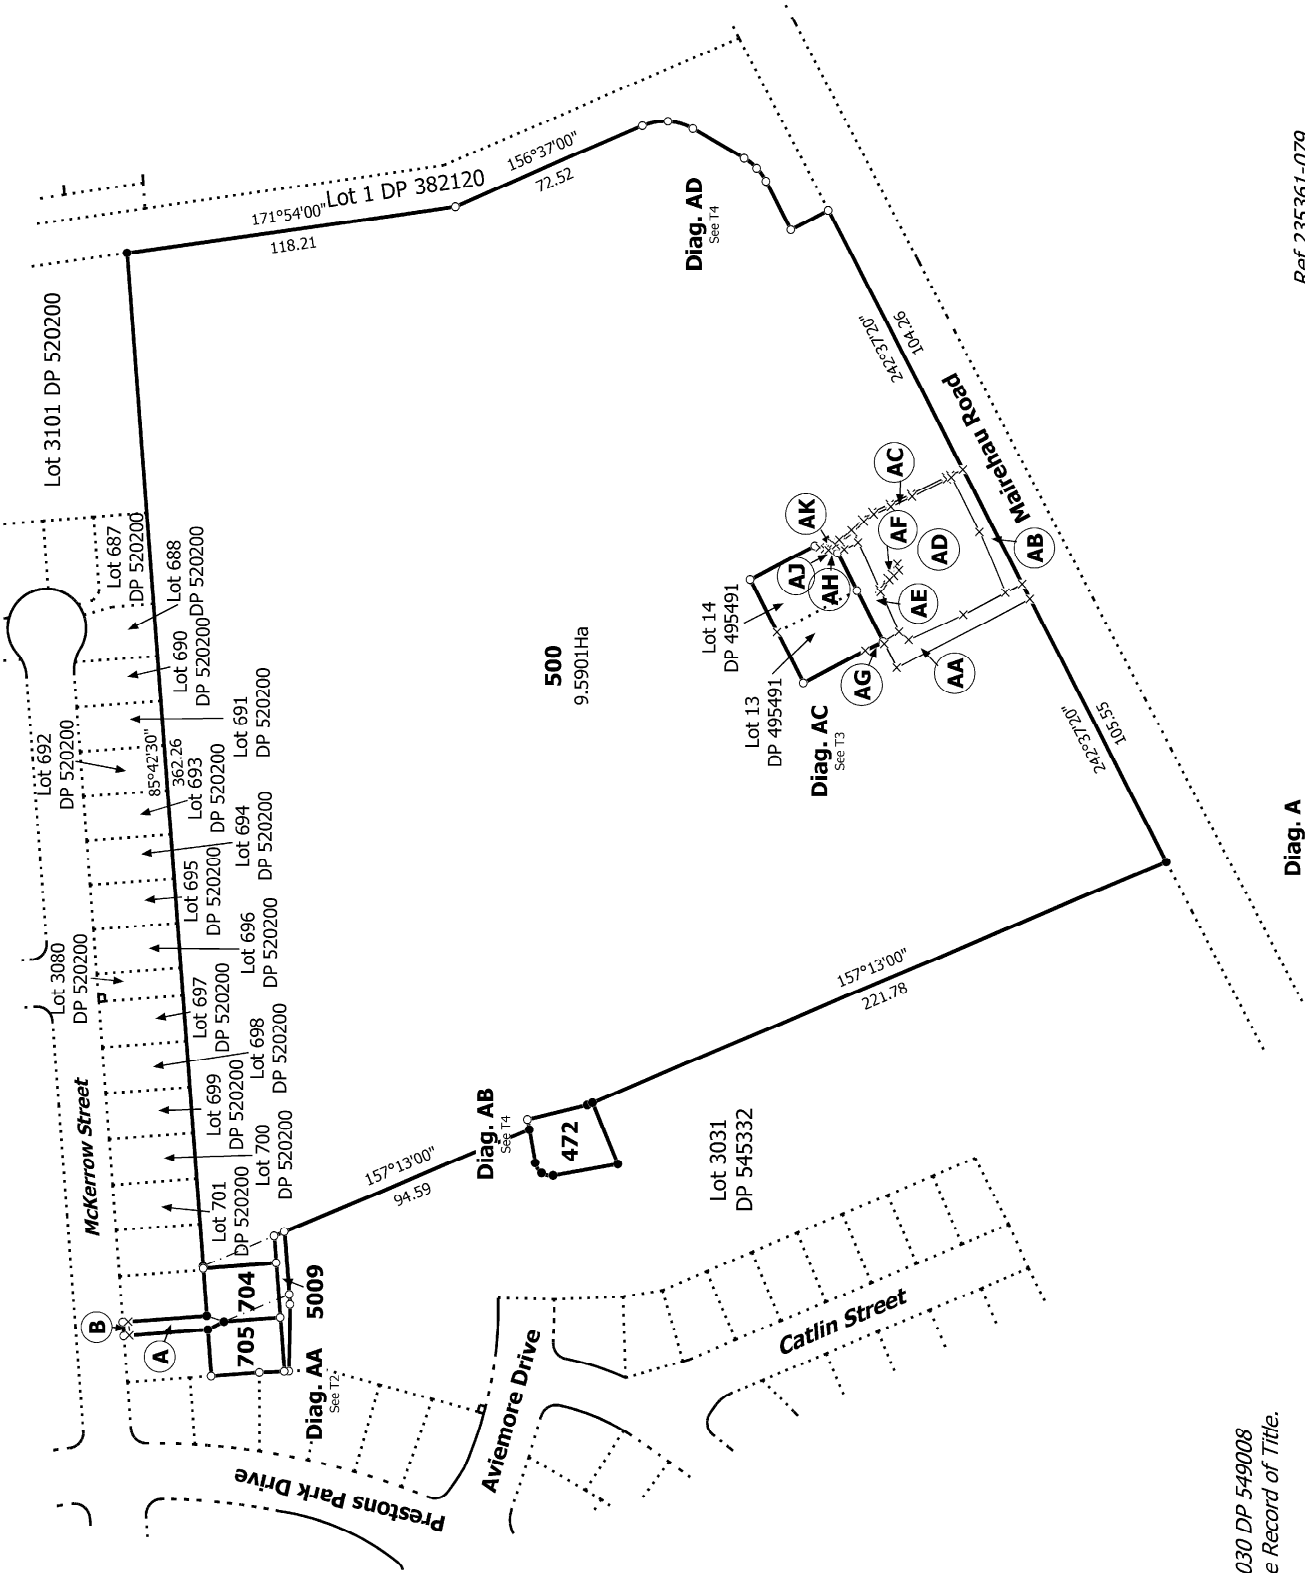 Lot 3101 DP 520200
Lot 1 DP 382120
171°54'00"
118.21
156°37'00"
72.52
Diag. AD
See T4
Lot 687
DP 520200
Lot 688
DP 520200
Lot 690
DP 520200
Lot 691
DP 520200
Lot 692
DP 520200
85°42'30"
362.26
Lot 693
DP 520200
Lot 694
DP 520200
Lot 695
DP 520200
Lot 696
DP 520200
Lot 3080
DP 520200
Lot 697
DP 520200
Lot 698
DP 520200
Lot 699
DP 520200
Lot 700
DP 520200
Lot 701
DP 520200
McKerrow Street
500
9.5901Ha
242°37'20"
104.26
Mairehau Road
AC
AK
AF
AJ
AD
AH
AB
AE
AG
AA
Lot 14
DP 495491
Lot 13
DP 495491
Diag. AC
See T3
242°37'20"
105.55
157°13'00"
221.78
Diag. AB
See T4
472
157°13'00"
94.59
Lot 3031
DP 545332
B
A
704
705
5009
Diag. AA
See T2
Prestons Park Drive
Aviemore Drive
Catlin Street
Diag. A
030 DP 549008
e Record of Title.